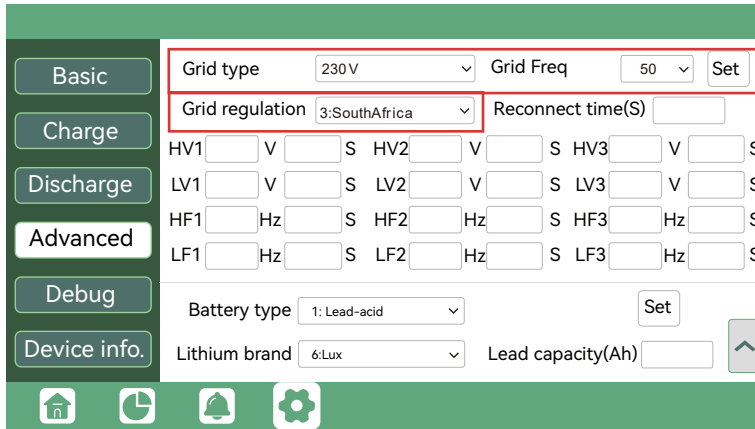 Basic
Charge
Discharge
Advanced
Debug
Device info.
Grid type 230V Grid Freq 50 Set
Grid regulation 3:SouthAfrica Reconnect time(S)
HV1 V S HV2 V S HV3 V S
LV1 V S LV2 V S LV3 V S
HF1 Hz S HF2 Hz S HF3 Hz S
LF1 Hz S LF2 Hz S LF3 Hz S
Battery type 1: Lead-acid Set
Lithium brand 6:Lux Lead capacity(Ah)